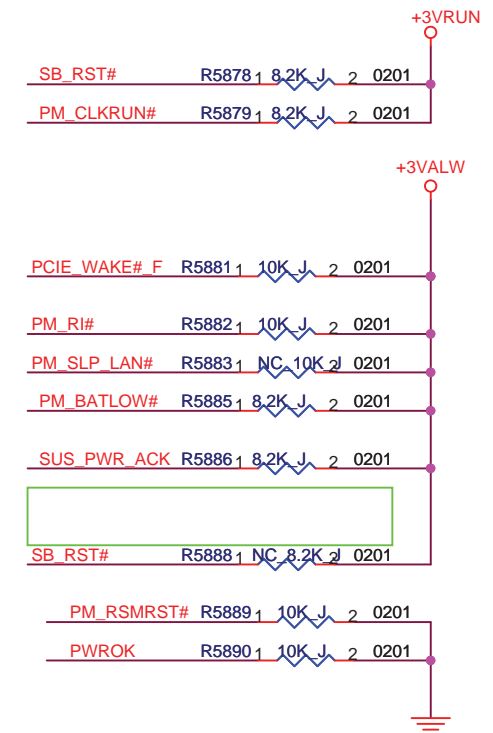 +3VRUN
SB_RST# R5878 1 8.2K_J 2 0201
PM_CLKRUN# R5879 1 8.2K_J 2 0201
+3VALW
PCIE_WAKE#_F R5881 1 10K_J 2 0201
PM_RI# R5882 1 10K_J 2 0201
PM_SLP_LAN# R5883 1 NC_10K_J 2 0201
PM_BATLOW# R5885 1 8.2K_J 2 0201
SUS_PWR_ACK R5886 1 8.2K_J 2 0201
SB_RST# R5888 1 NC_8.2K_J 2 0201
PM_RSMRST# R5889 1 10K_J 2 0201
PWROK R5890 1 10K_J 2 0201